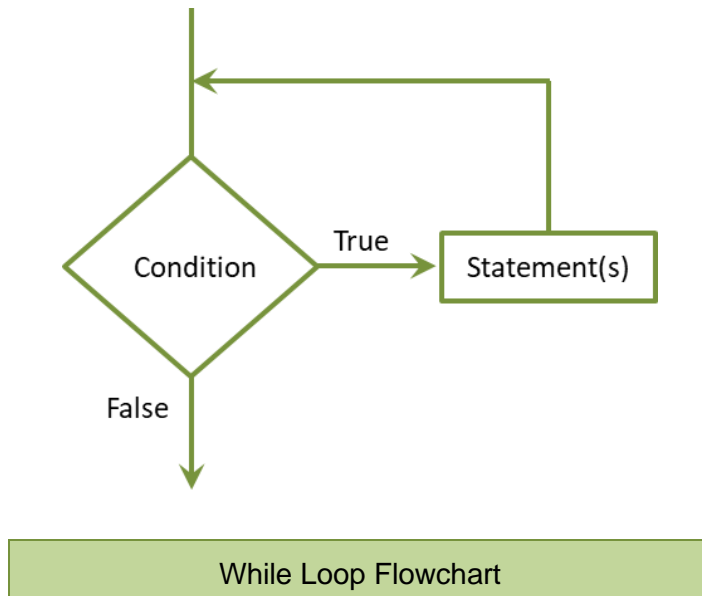 True
Condition
Statement(s)
False
While Loop Flowchart